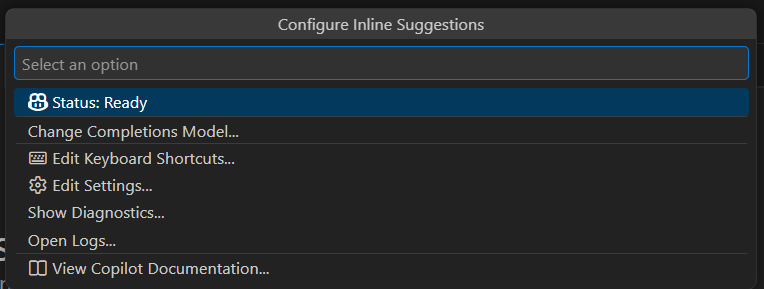 Configure Inline Suggestions
Select an option
Status: Ready
Change Completions Model...
Edit Keyboard Shortcuts...
Edit Settings...
Show Diagnostics...
Open Logs...
View Copilot Documentation...